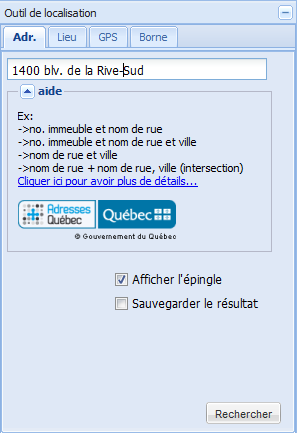 Outil de localisation
Adr. Lieu GPS Borne
1400 blv. de la Rive-Sud
aide
Ex:
->no. immeuble et nom de rue
->no. immeuble et nom de rue et ville
->nom de rue et ville
->nom de rue + nom de rue, ville (intersection)
Cliquer ici pour avoir plus de détails...
Adresses Québec Québec
© Gouvernement du Québec
Afficher l'épingle
Sauvegarder le résultat
Rechercher